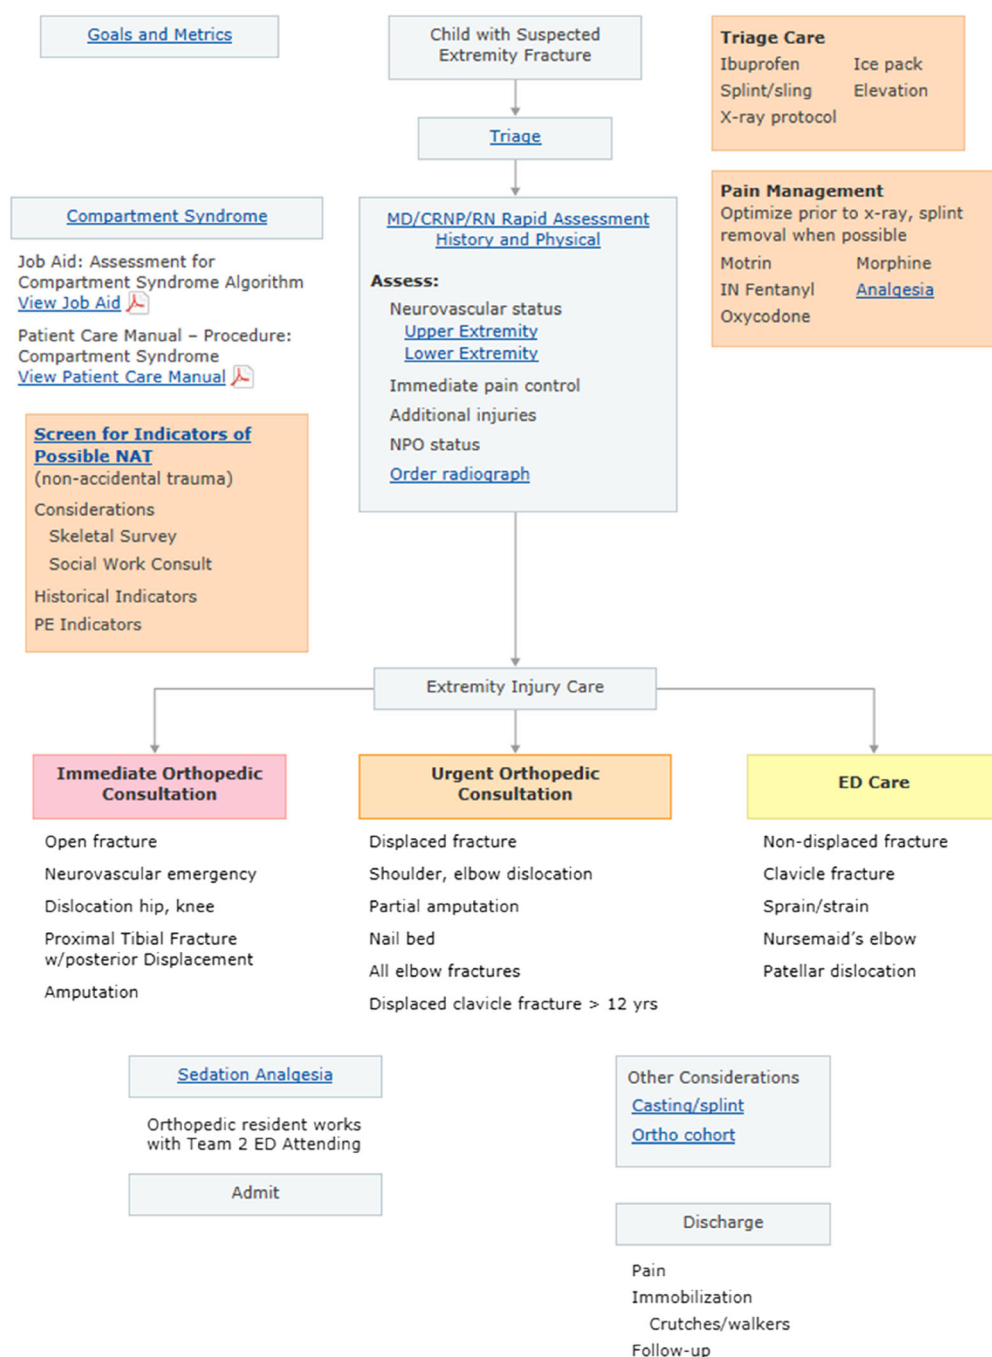 Goals and Metrics
Child with Suspected
Extremity Fracture
Triage Care
Ibuprofen Ice pack
Splint/sling Elevation
X-ray protocol
Triage
Pain Management
Optimize prior to x-ray, splint
removal when possible
Motrin Morphine
IN Fentanyl Analgesia
Oxycodone
Compartment Syndrome
Job Aid: Assessment for
Compartment Syndrome Algorithm
View Job Aid
Patient Care Manual – Procedure:
Compartment Syndrome
View Patient Care Manual
MD/CRNP/RN Rapid Assessment
History and Physical
Assess:
Neurovascular status
Upper Extremity
Lower Extremity
Immediate pain control
Additional injuries
NPO status
Order radiograph
Screen for Indicators of
Possible NAT
(non-accidental trauma)
Considerations
Skeletal Survey
Social Work Consult
Historical Indicators
PE Indicators
Extremity Injury Care
Immediate Orthopedic
Consultation
Open fracture
Neurovascular emergency
Dislocation hip, knee
Proximal Tibial Fracture
w/posterior Displacement
Amputation
Urgent Orthopedic
Consultation
Displaced fracture
Shoulder, elbow dislocation
Partial amputation
Nail bed
All elbow fractures
Displaced clavicle fracture > 12 yrs
ED Care
Non-displaced fracture
Clavicle fracture
Sprain/strain
Nursemaid's elbow
Patellar dislocation
Sedation Analgesia
Orthopedic resident works
with Team 2 ED Attending
Admit
Other Considerations
Casting/splint
Ortho cohort
Discharge
Pain
Immobilization
Crutches/walkers
Follow-up